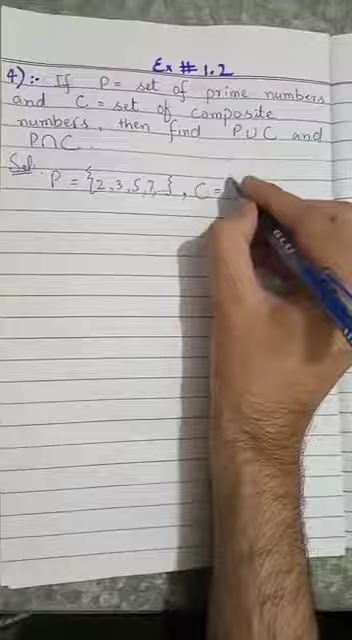 Ex # 1.2
4) :- If P = set of prime numbers
and C = set of composite
numbers, then find P∪C and
P∩C.
Sol:
P = {2,3,5,7, } , C =